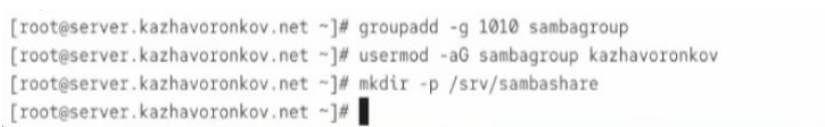 [root@server.kazhavoronkov.net ~]# groupadd -g 1010 sambagroup
[root@server.kazhavoronkov.net ~]# usermod -aG sambagroup kazhavoronkov
[root@server.kazhavoronkov.net ~]# mkdir -p /srv/sambashare
[root@server.kazhavoronkov.net ~]#